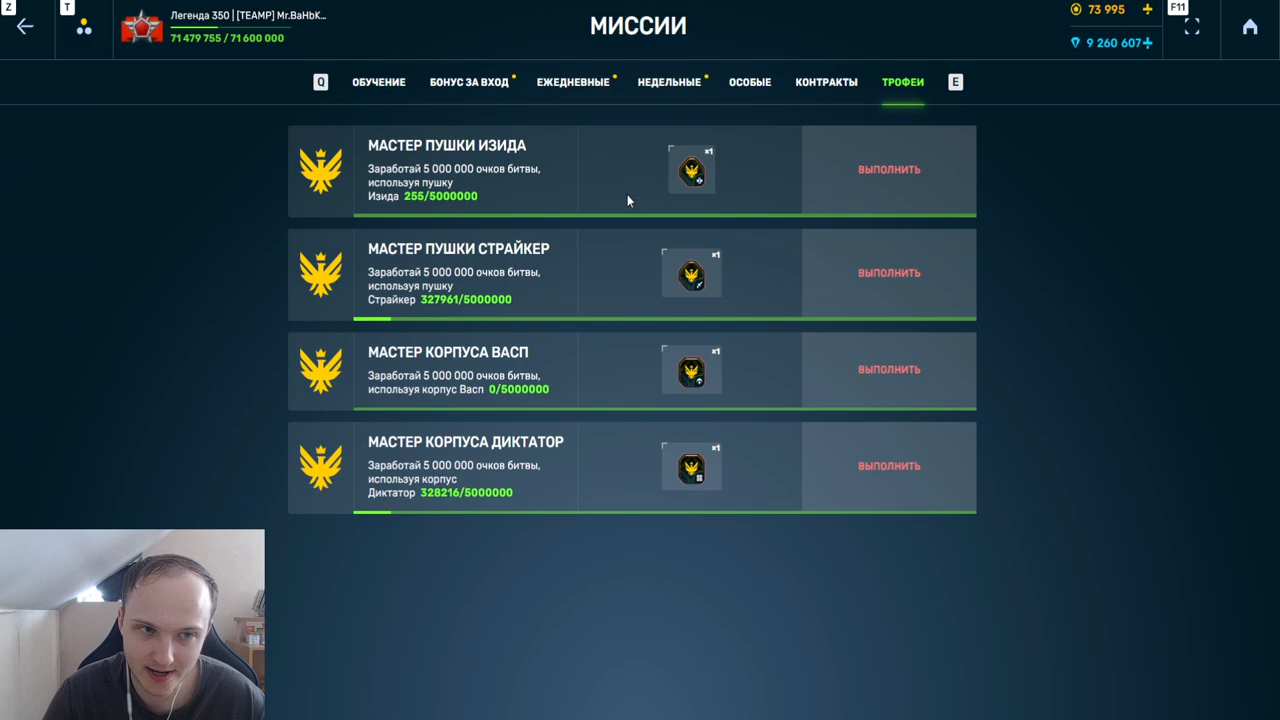 Z
T
Легенда 350 | [TEAMP] Mr.BaHbK...
71 479 755 / 71 600 000
МИССИИ
73 995
F11
9 260 607
Q
ОБУЧЕНИЕ
БОНУС ЗА ВХОД
ЕЖЕДНЕВНЫЕ
НЕДЕЛЬНЫЕ
ОСОБЫЕ
КОНТРАКТЫ
ТРОФЕИ
E
МАСТЕР ПУШКИ ИЗИДА
Заработай 5 000 000 очков битвы,
используя пушку
Изида 255/5000000
×1
ВЫПОЛНИТЬ
МАСТЕР ПУШКИ СТРАЙКЕР
Заработай 5 000 000 очков битвы,
используя пушку
Страйкер 327961/5000000
×1
ВЫПОЛНИТЬ
МАСТЕР КОРПУСА ВАСП
Заработай 5 000 000 очков битвы,
используя корпус Васп 0/5000000
×1
ВЫПОЛНИТЬ
МАСТЕР КОРПУСА ДИКТАТОР
Заработай 5 000 000 очков битвы,
используя корпус
Диктатор 328216/5000000
×1
ВЫПОЛНИТЬ